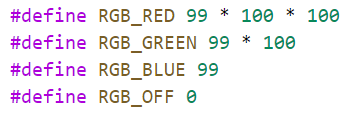 #define RGB_RED 99 * 100 * 100
#define RGB_GREEN 99 * 100
#define RGB_BLUE 99
#define RGB_OFF 0